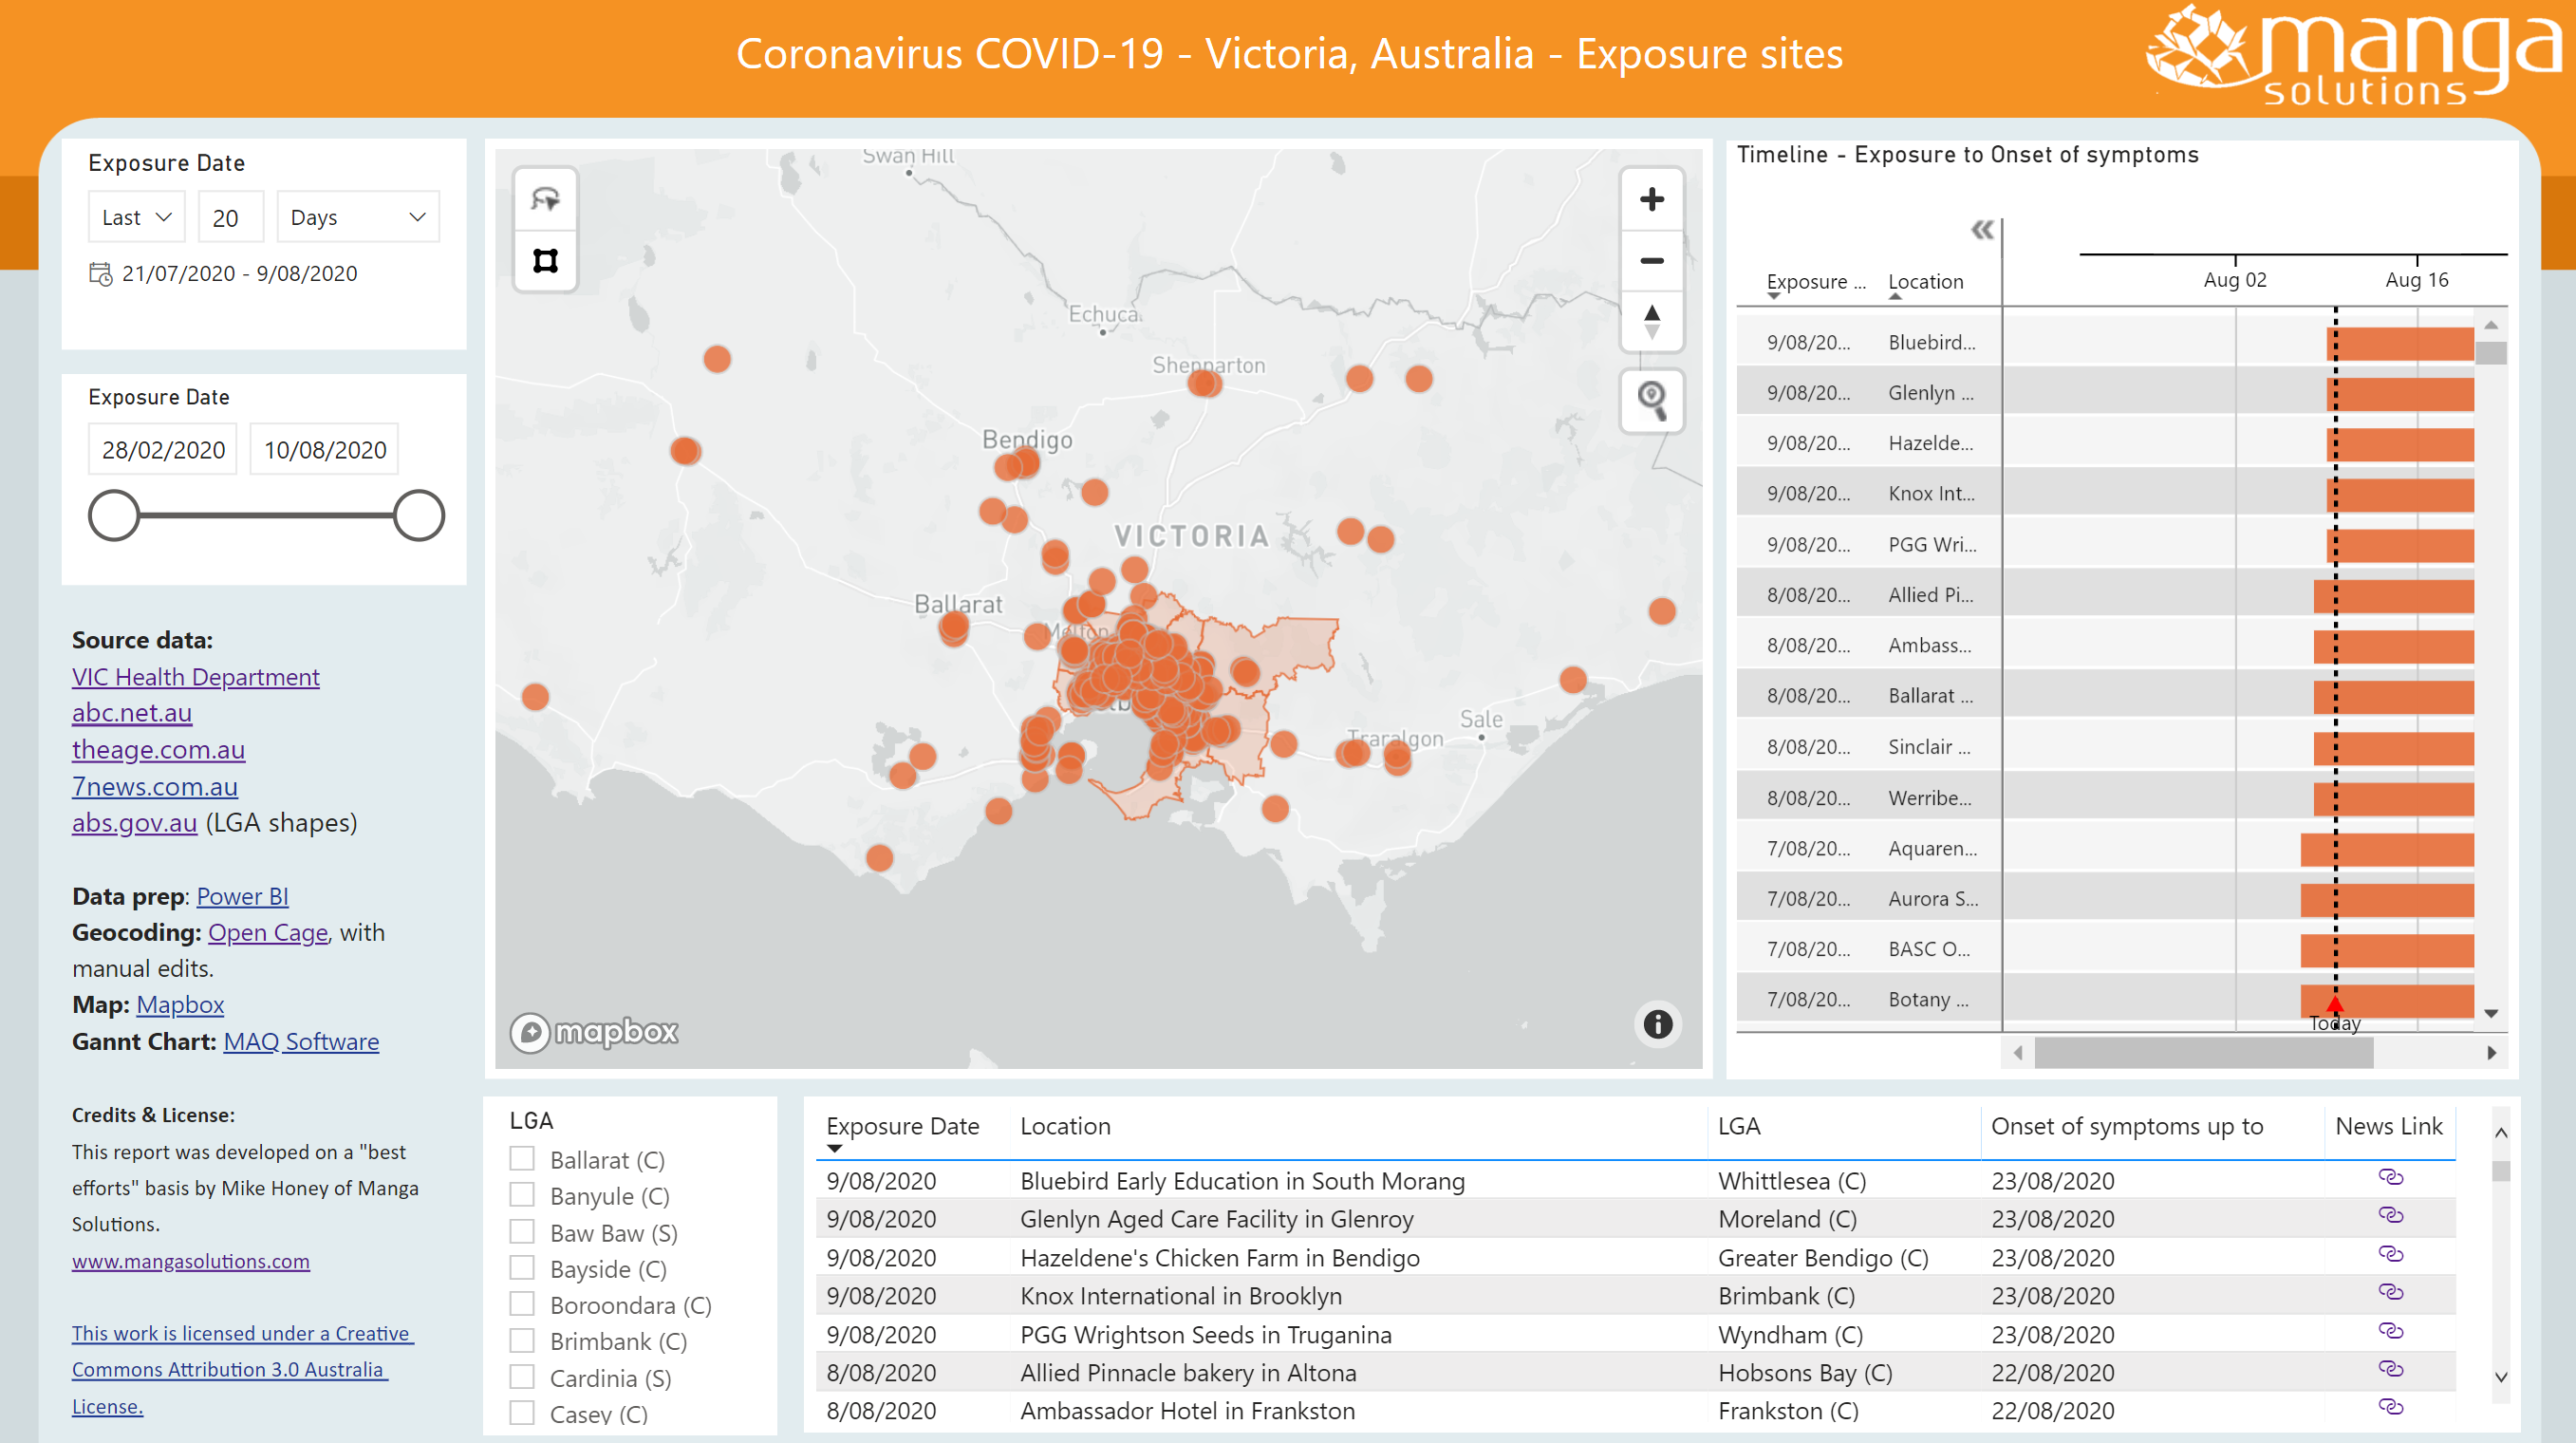 Coronavirus COVID-19 - Victoria, Australia - Exposure sites
manga
solutions
Exposure Date
Last 20 Days
21/07/2020 - 9/08/2020
Exposure Date
28/02/2020 10/08/2020
Source data:
VIC Health Department
abc.net.au
theage.com.au
7news.com.au
abs.gov.au (LGA shapes)
Data prep: Power BI
Geocoding: Open Cage, with
manual edits.
Map: Mapbox
Gannt Chart: MAQ Software
Credits & License:
This report was developed on a "best
efforts" basis by Mike Honey of Manga
Solutions.
www.mangasolutions.com
This work is licensed under a Creative
Commons Attribution 3.0 Australia
License.
Swan Hill
Echuca
Shepparton
Bendigo
VICTORIA
Ballarat
Melton
Sale
Traralgon
mapbox
Timeline - Exposure to Onset of symptoms
Aug 02 Aug 16
Exposure ... Location
9/08/20... Bluebird...
9/08/20... Glenlyn ...
9/08/20... Hazelde...
9/08/20... Knox Int...
9/08/20... PGG Wri...
8/08/20... Allied Pi...
8/08/20... Ambass...
8/08/20... Ballarat ...
8/08/20... Sinclair ...
8/08/20... Werribe...
7/08/20... Aquaren...
7/08/20... Aurora S...
7/08/20... BASC O...
7/08/20... Botany ...
Today
LGA
Ballarat (C)
Banyule (C)
Baw Baw (S)
Bayside (C)
Boroondara (C)
Brimbank (C)
Cardinia (S)
Casey (C)
Exposure Date Location LGA Onset of symptoms up to News Link
9/08/2020 Bluebird Early Education in South Morang Whittlesea (C) 23/08/2020
9/08/2020 Glenlyn Aged Care Facility in Glenroy Moreland (C) 23/08/2020
9/08/2020 Hazeldene's Chicken Farm in Bendigo Greater Bendigo (C) 23/08/2020
9/08/2020 Knox International in Brooklyn Brimbank (C) 23/08/2020
9/08/2020 PGG Wrightson Seeds in Truganina Wyndham (C) 23/08/2020
8/08/2020 Allied Pinnacle bakery in Altona Hobsons Bay (C) 22/08/2020
8/08/2020 Ambassador Hotel in Frankston Frankston (C) 22/08/2020